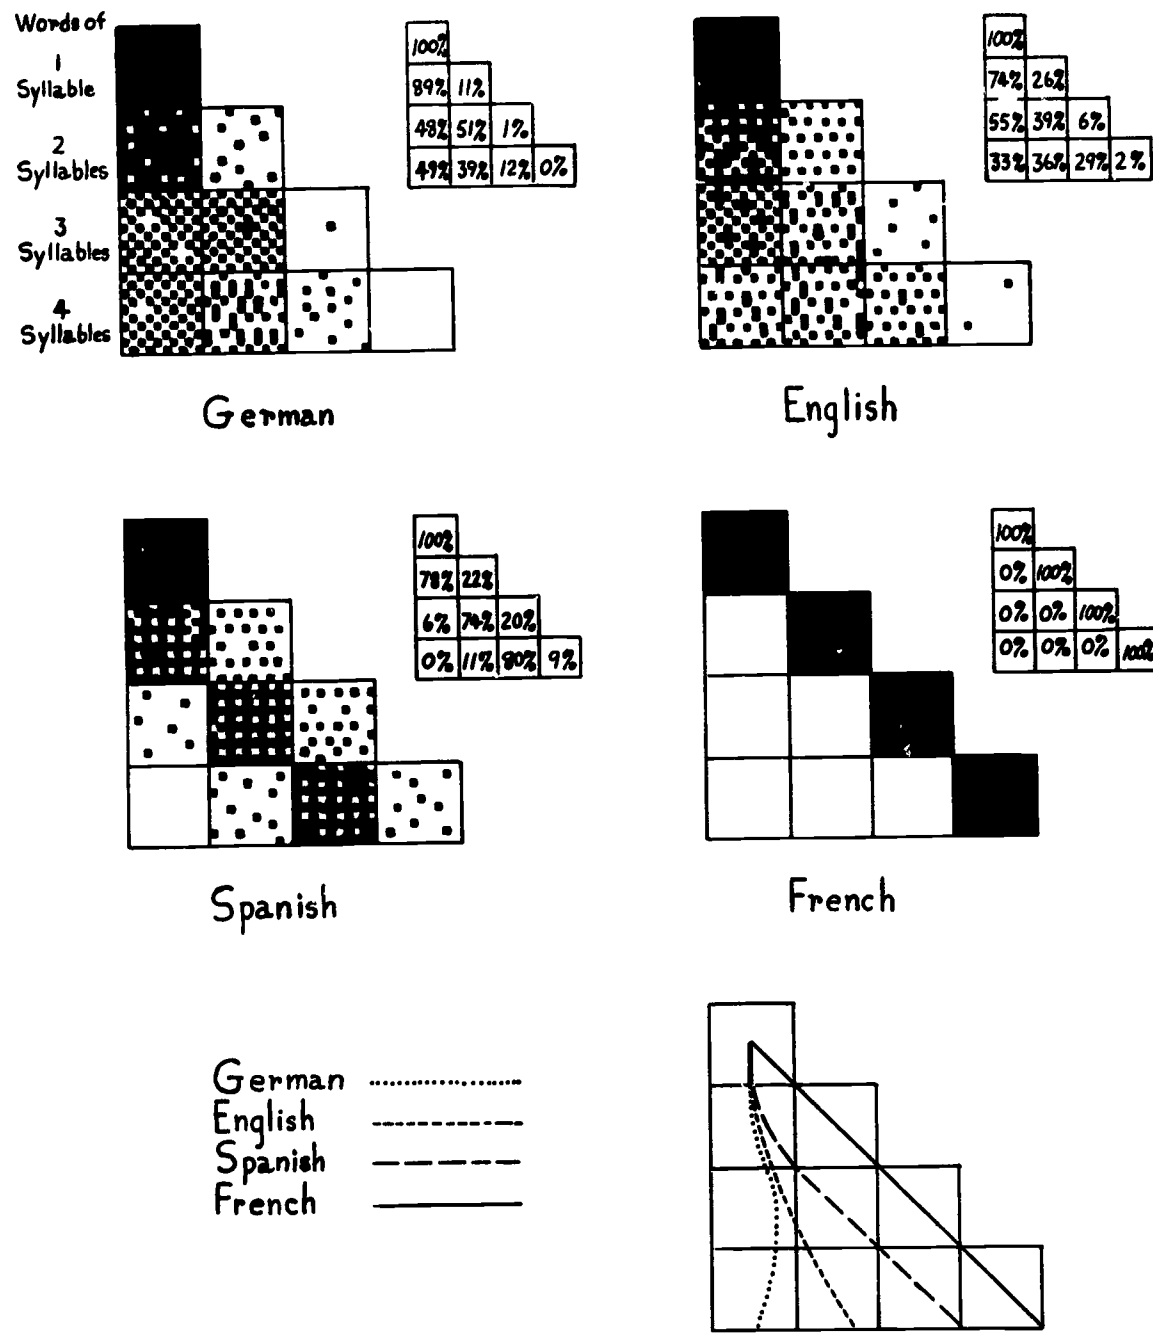 Words of
1
Syllable
2
Syllables
3
Syllables
4
Syllables
100%
89% 11%
48% 51% 1%
49% 39% 12% 0%
German
100%
74% 26%
55% 39% 6%
33% 36% 29% 2%
English
100%
78% 22%
6% 74% 20%
0% 11% 80% 9%
Spanish
100%
0% 100%
0% 0% 100%
0% 0% 0% 100%
French
German
English
Spanish
French